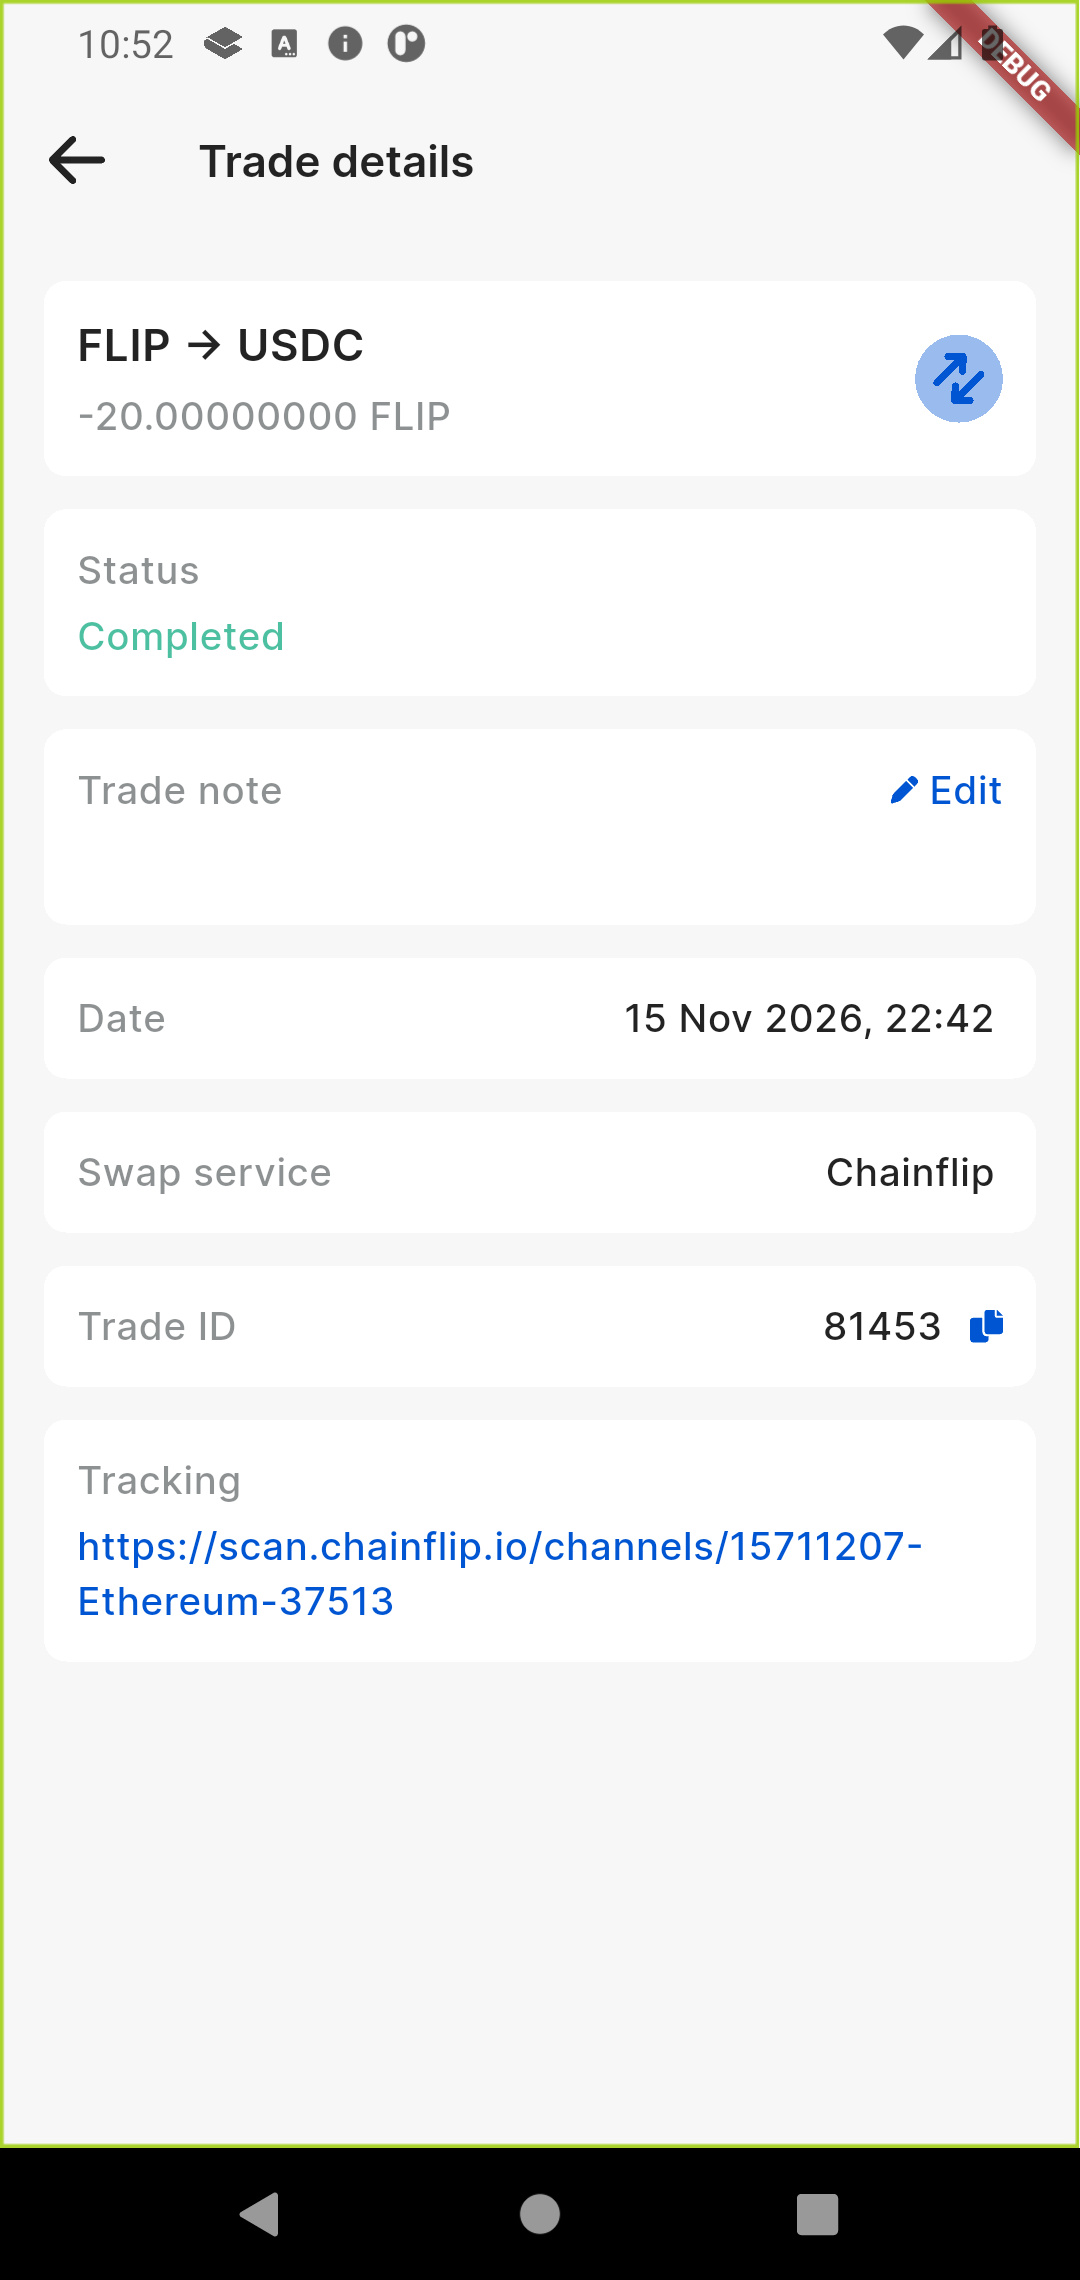 10:52
DEBUG
Trade details
FLIP → USDC
-20.00000000 FLIP
Status
Completed
Trade note
Edit
Date
15 Nov 2026, 22:42
Swap service
Chainflip
Trade ID
81453
Tracking
https://scan.chainflip.io/channels/15711207-
Ethereum-37513